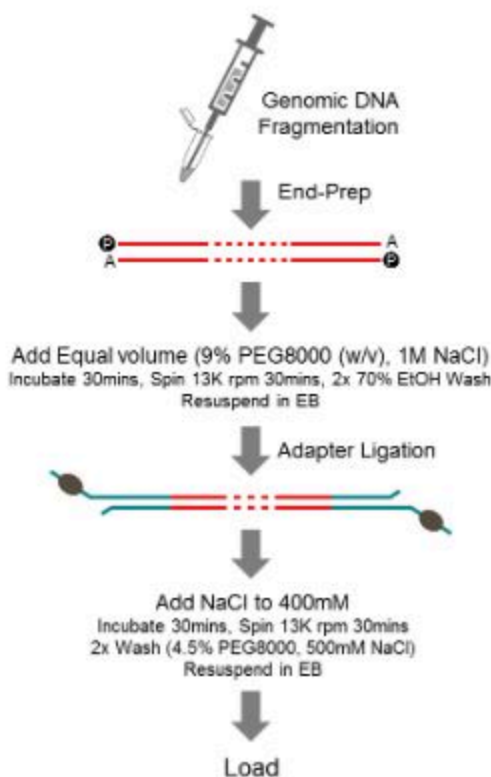 Genomic DNA
Fragmentation
End-Prep
P A
A P
Add Equal volume (9% PEG8000 (w/v), 1M NaCl)
Incubate 30mins, Spin 13K rpm 30mins, 2x 70% EtOH Wash
Resuspend in EB
Adapter Ligation
Add NaCl to 400mM
Incubate 30mins, Spin 13K rpm 30mins
2x Wash (4.5% PEG8000, 500mM NaCl)
Resuspend in EB
Load